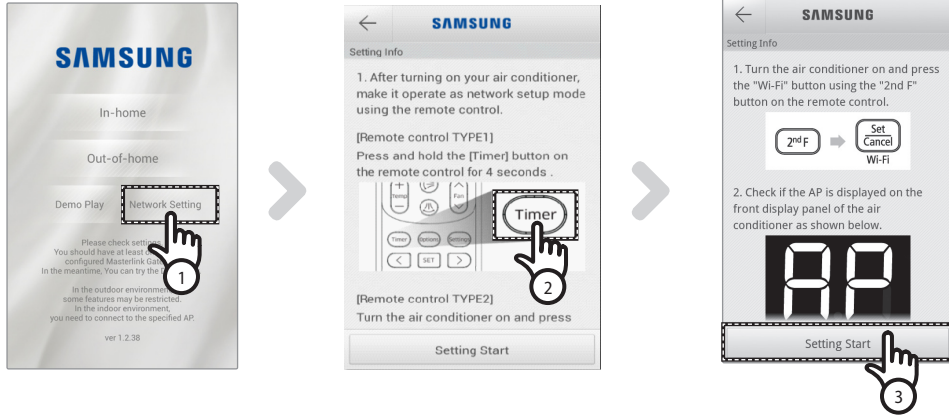 SAMSUNG
In-home
Out-of-home
Demo Play
Network Setting
Please check settings
You should have at least
configured Masterlink
In the meantime, You can try the
In the outdoor environment
some features may be restricted.
In the indoor environment,
you need to connect to the specified AP.
ver 1.2.38
1
SAMSUNG
Setting Info
1. After turning on your air conditioner,
make it operate as network setup mode
using the remote control.
[Remote control TYPE1]
Press and hold the [Timer] button on
the remote control for 4 seconds .
Temp
Fan
Timer
Timer
Options
Settings
SET
2
[Remote control TYPE2]
Turn the air conditioner on and press
Setting Start
SAMSUNG
Setting Info
1. Turn the air conditioner on and press
the "Wi-Fi" button using the "2nd F"
button on the remote control.
2nd F
Set
Cancel
Wi-Fi
2. Check if the AP is displayed on the
front display panel of the air
conditioner as shown below.
AP
Setting Start
3